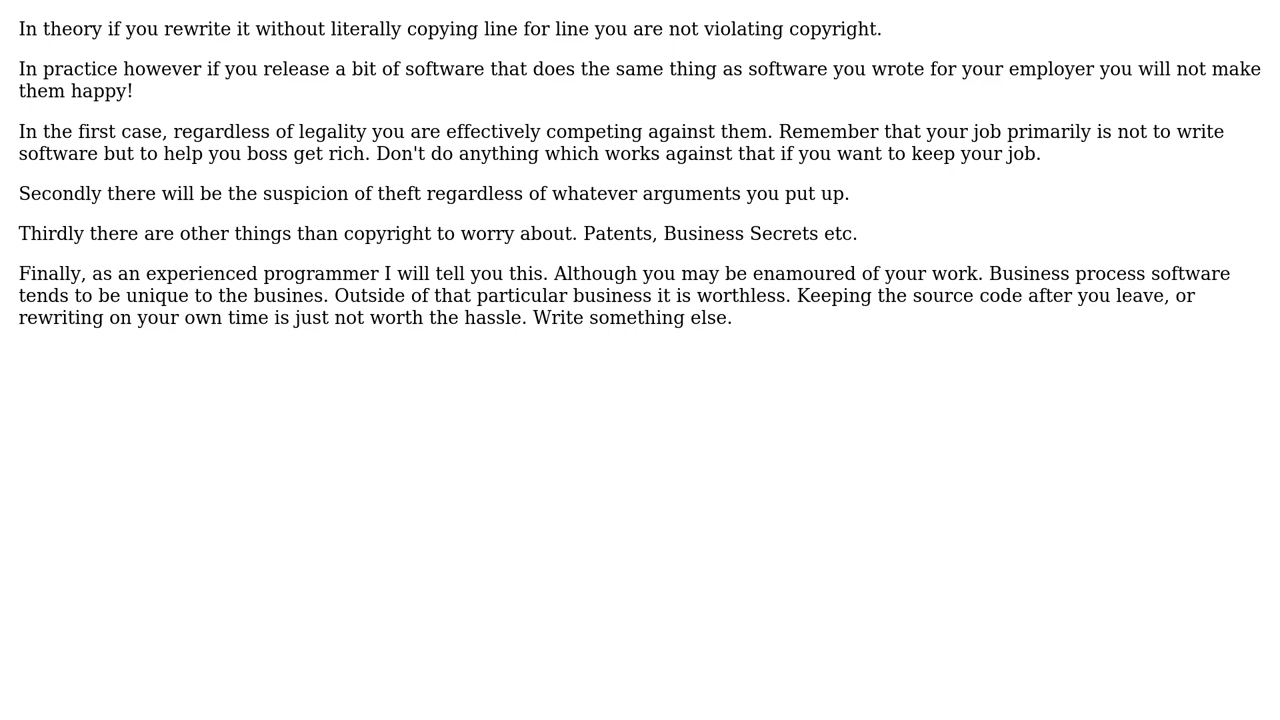 In theory if you rewrite it without literally copying line for line you are not violating copyright.
In practice however if you release a bit of software that does the same thing as software you wrote for your employer you will not make
them happy!
In the first case, regardless of legality you are effectively competing against them. Remember that your job primarily is not to write
software but to help you boss get rich. Don't do anything which works against that if you want to keep your job.
Secondly there will be the suspicion of theft regardless of whatever arguments you put up.
Thirdly there are other things than copyright to worry about. Patents, Business Secrets etc.
Finally, as an experienced programmer I will tell you this. Although you may be enamoured of your work. Business process software
tends to be unique to the busines. Outside of that particular business it is worthless. Keeping the source code after you leave, or
rewriting on your own time is just not worth the hassle. Write something else.